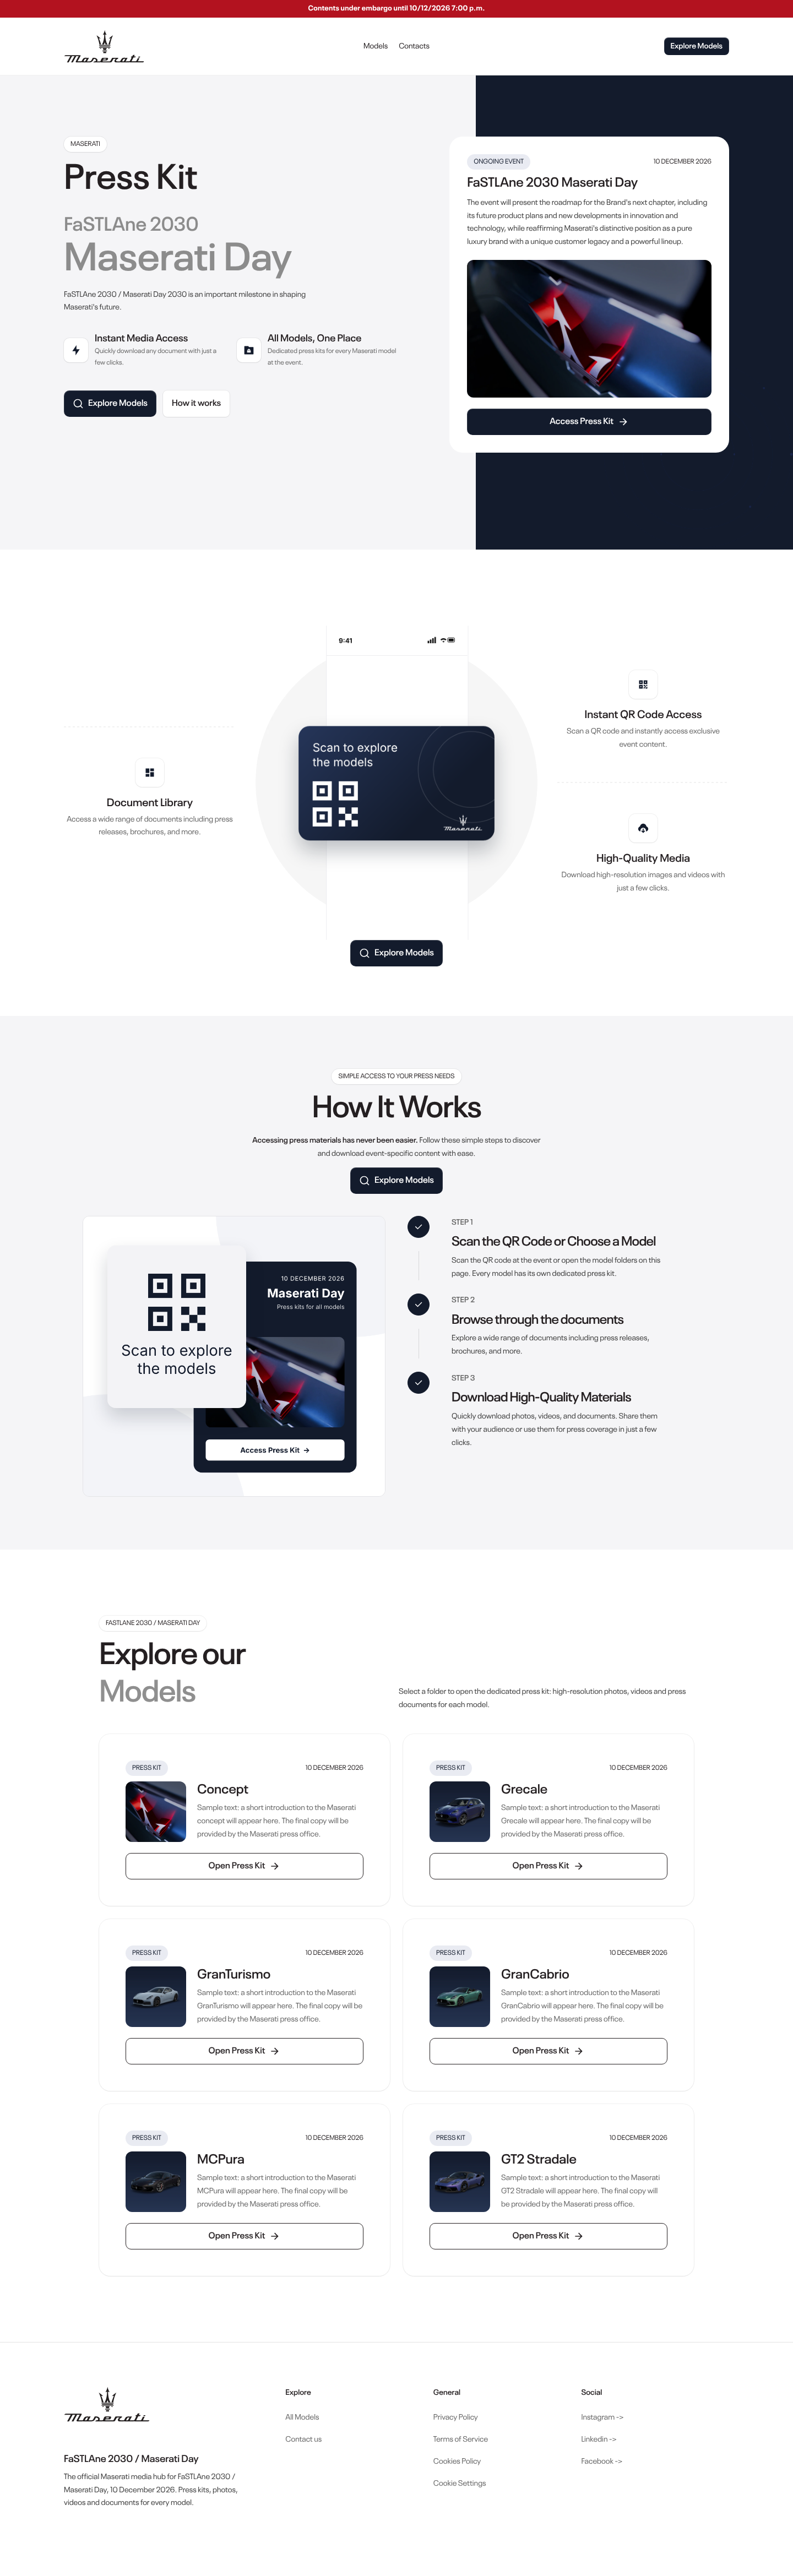 Contents under embargo until 10/12/2026 7:00 p.m.
Maserati
Models
Contacts
Explore Models
MASERATI
Press Kit
FaSTLAne 2030
Maserati Day
FaSTLAne 2030 / Maserati Day 2030 is an important milestone in shaping
Maserati's future.
Instant Media Access
Quickly download any document with just a
few clicks.
All Models, One Place
Dedicated press kits for every Maserati model
at the event.
Explore Models
How it works
ONGOING EVENT
10 DECEMBER 2026
FaSTLAne 2030 Maserati Day
The event will present the roadmap for the Brand's next chapter, including
its future product plans and new developments in innovation and
technology, while reaffirming Maserati's distinctive position as a pure
luxury brand with a unique customer legacy and a powerful lineup.
Access Press Kit
Document Library
Access a wide range of documents including press
releases, brochures, and more.
9:41
Scan to explore
the models
Maserati
Explore Models
Instant QR Code Access
Scan a QR code and instantly access exclusive
event content.
High-Quality Media
Download high-resolution images and videos with
just a few clicks.
SIMPLE ACCESS TO YOUR PRESS NEEDS
How It Works
Accessing press materials has never been easier. Follow these simple steps to discover
and download event-specific content with ease.
Explore Models
Scan to explore
the models
10 DECEMBER 2026
Maserati Day
Press kits for all models
Access Press Kit →
STEP 1
Scan the QR Code or Choose a Model
Scan the QR code at the event or open the model folders on this
page. Every model has its own dedicated press kit.
STEP 2
Browse through the documents
Explore a wide range of documents including press releases,
brochures, and more.
STEP 3
Download High-Quality Materials
Quickly download photos, videos, and documents. Share them
with your audience or use them for press coverage in just a few
clicks.
FASTLANE 2030 / MASERATI DAY
Explore our
Models
Select a folder to open the dedicated press kit: high-resolution photos, videos and press
documents for each model.
PRESS KIT
10 DECEMBER 2026
Concept
Sample text: a short introduction to the Maserati
concept will appear here. The final copy will be
provided by the Maserati press office.
Open Press Kit
PRESS KIT
10 DECEMBER 2026
Grecale
Sample text: a short introduction to the Maserati
Grecale will appear here. The final copy will be
provided by the Maserati press office.
Open Press Kit
PRESS KIT
10 DECEMBER 2026
GranTurismo
Sample text: a short introduction to the Maserati
GranTurismo will appear here. The final copy will be
provided by the Maserati press office.
Open Press Kit
PRESS KIT
10 DECEMBER 2026
GranCabrio
Sample text: a short introduction to the Maserati
GranCabrio will appear here. The final copy will be
provided by the Maserati press office.
Open Press Kit
PRESS KIT
10 DECEMBER 2026
MCPura
Sample text: a short introduction to the Maserati
MCPura will appear here. The final copy will be
provided by the Maserati press office.
Open Press Kit
PRESS KIT
10 DECEMBER 2026
GT2 Stradale
Sample text: a short introduction to the Maserati
GT2 Stradale will appear here. The final copy will
be provided by the Maserati press office.
Open Press Kit
Maserati
FaSTLAne 2030 / Maserati Day
The official Maserati media hub for FaSTLAne 2030 /
Maserati Day, 10 December 2026. Press kits, photos,
videos and documents for every model.
Explore
All Models
Contact us
General
Privacy Policy
Terms of Service
Cookies Policy
Cookie Settings
Social
Instagram ->
Linkedin ->
Facebook ->